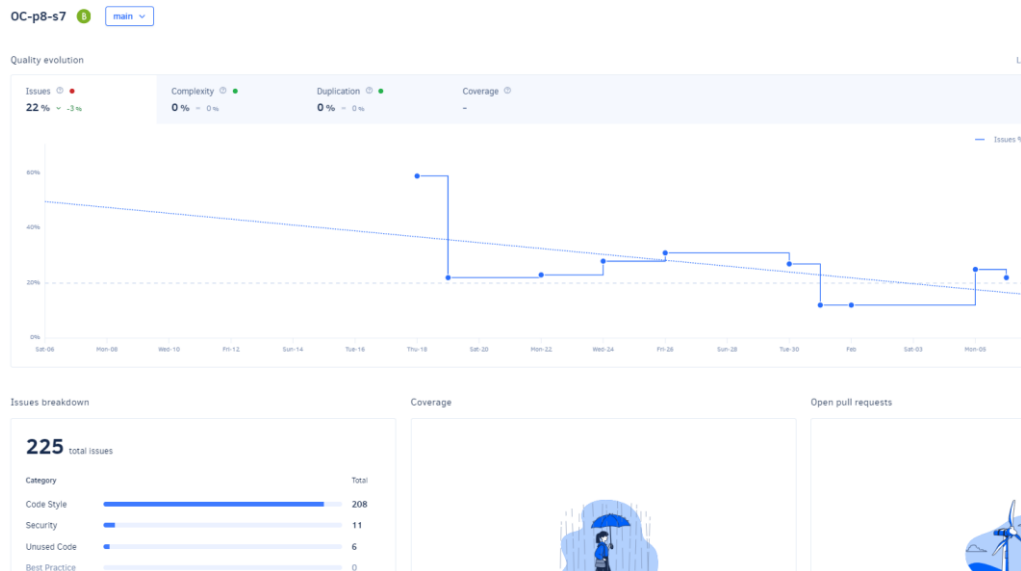 OC-p8-s7 B main
Quality evolution
Issues Complexity Duplication Coverage
22 % -3 % 0 % = 0 % 0 % = 0 % -
Issues %
60%
40%
20%
0%
Sat-06 Mon-08 Wed-10 Fri-12 Sun-14 Tue-16 Thu-18 Sat-20 Mon-22 Wed-24 Fri-26 Sun-28 Tue-30 Feb Sat-03 Mon-05
Issues breakdown Coverage Open pull requests
225 total issues
Category Total
Code Style 208
Security 11
Unused Code 6
Best Practice 0